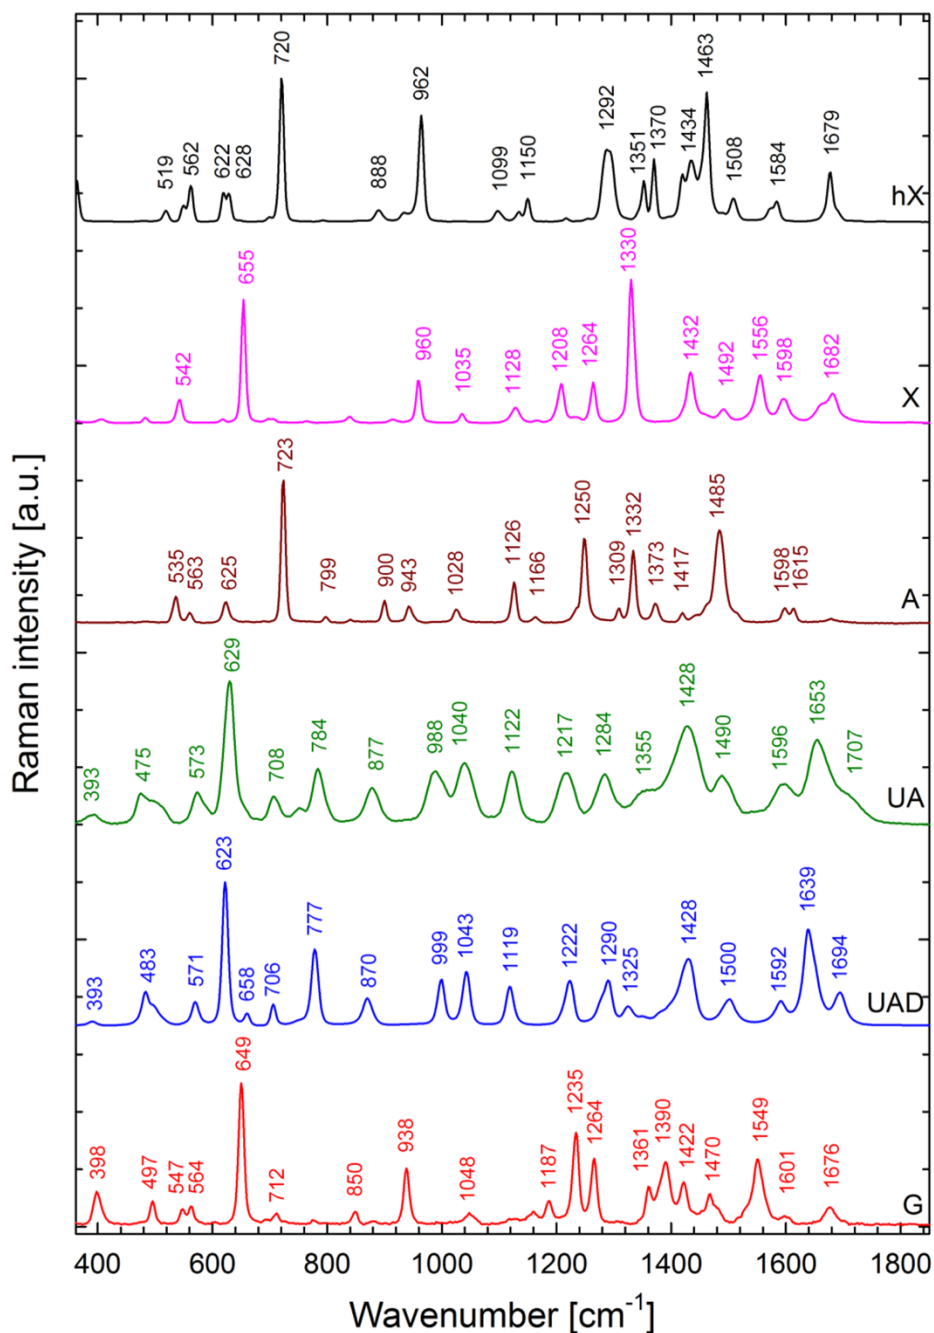 519 562 622 628 720 888 962 1099 1150 1292 1351 1370 1434 1463 1508 1584 1679
hX
542 655 960 1035 1128 1208 1264 1330 1432 1492 1556 1598 1682
X
535 563 625 723 799 900 943 1028 1126 1166 1250 1309 1332 1373 1417 1485 1598 1615
A
393 475 573 629 708 784 877 988 1040 1122 1217 1284 1355 1428 1490 1596 1653 1707
UA
393 483 571 623 658 706 777 870 999 1043 1119 1222 1290 1325 1428 1500 1592 1639 1694
UAD
398 497 547 564 649 712 850 938 1048 1187 1235 1264 1361 1390 1422 1470 1549 1601 1676
G
Raman intensity [a.u.]
400 600 800 1000 1200 1400 1600 1800
Wavenumber [cm⁻¹]